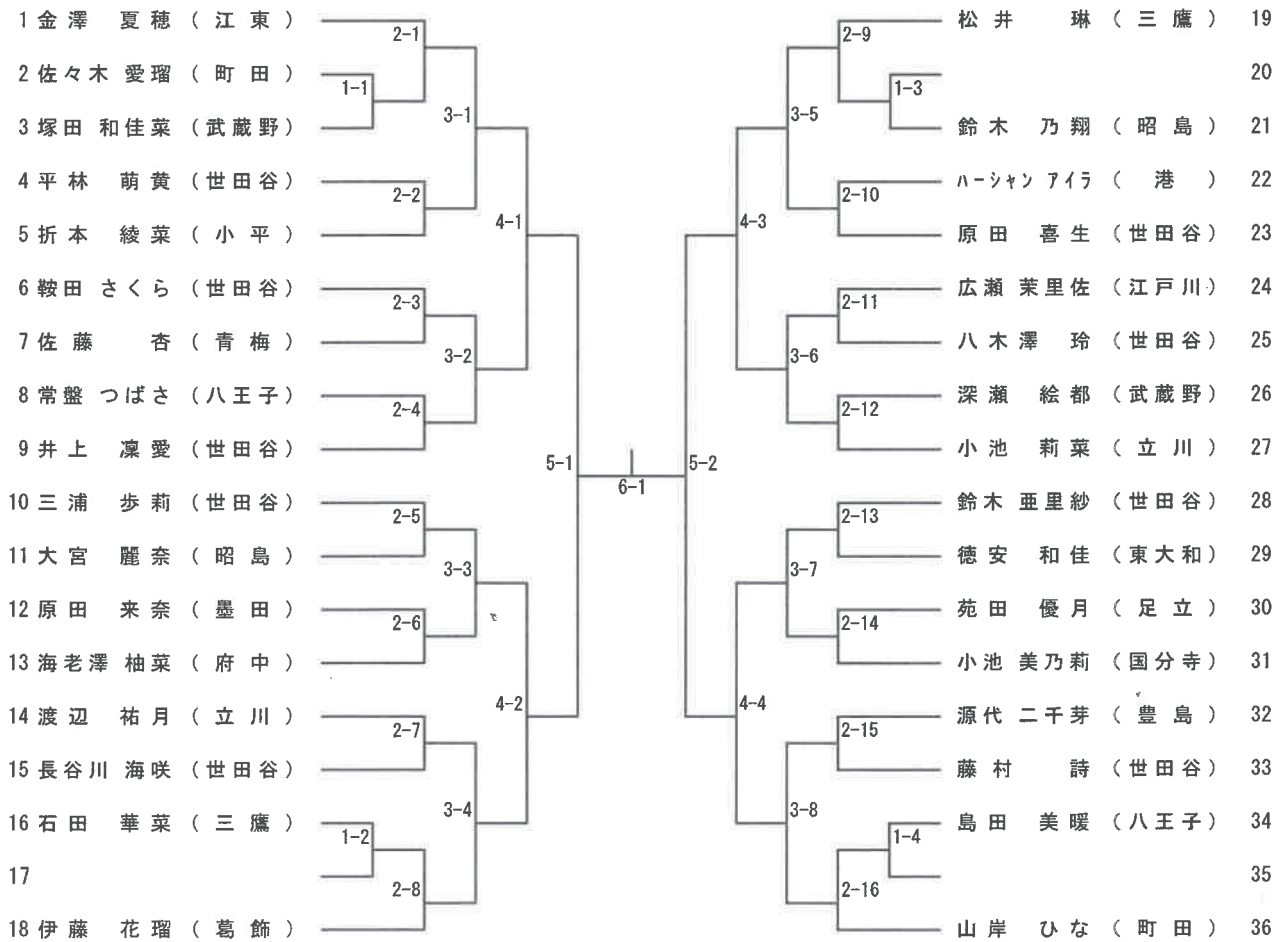 1 金澤 夏穂 (江東)
2-1
2 佐々木 愛瑠 (町田)
1-1
3 塚田 和佳菜 (武蔵野)
3-1
4 平林 萌黄 (世田谷)
2-2
4-1
5 折本 綾菜 (小平)
6 鞍田 さくら (世田谷)
2-3
7 佐藤 杏 (青梅)
3-2
8 常盤 つばさ (八王子)
2-4
9 井上 凜愛 (世田谷)
5-1
10 三浦 歩莉 (世田谷)
2-5
11 大宮 麗奈 (昭島)
3-3
12 原田 来奈 (墨田)
2-6
13 海老澤 柚菜 (府中)
4-2
14 渡辺 祐月 (立川)
2-7
15 長谷川 海咲 (世田谷)
3-4
16 石田 華菜 (三鷹)
1-2
17
2-8
18 伊藤 花瑠 (葛飾)
6-1
松井 琳 (三鷹) 19
2-9
20
1-3
3-5
鈴木 乃翔 (昭島) 21
ハーシャン アイラ (港) 22
2-10
4-3
原田 喜生 (世田谷) 23
広瀬 茉里佐 (江戸川) 24
2-11
八木澤 玲 (世田谷) 25
3-6
深瀬 絵都 (武蔵野) 26
2-12
小池 莉菜 (立川) 27
5-2
鈴木 亜里紗 (世田谷) 28
2-13
徳安 和佳 (東大和) 29
3-7
苑田 優月 (足立) 30
2-14
小池 美乃莉 (国分寺) 31
4-4
源代 二千芽 (豊島) 32
2-15
藤村 詩 (世田谷) 33
3-8
島田 美暖 (八王子) 34
1-4
35
2-16
山岸 ひな (町田) 36